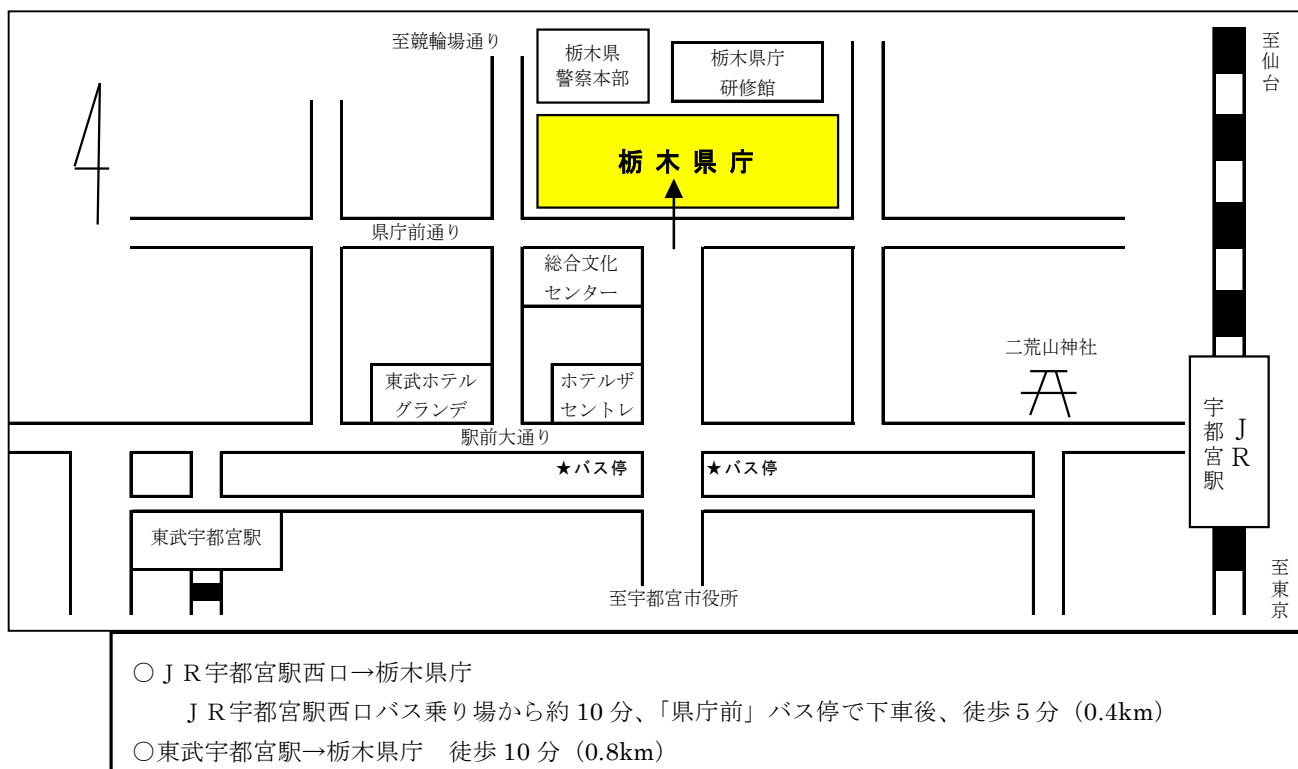 至競輪場通り
栃木県
警察本部
栃木県庁
研修館
至仙台
栃木県庁
県庁前通り
総合文化
センター
二荒山神社
東武ホテル
グランデ
ホテルザ
セントレ
ＪＲ
宇都宮駅
駅前大通り
★バス停
★バス停
東武宇都宮駅
至宇都宮市役所
至東京
○ＪＲ宇都宮駅西口→栃木県庁
ＪＲ宇都宮駅西口バス乗り場から約 10 分、「県庁前」バス停で下車後、徒歩５分（0.4km）
○東武宇都宮駅→栃木県庁　徒歩 10 分（0.8km）